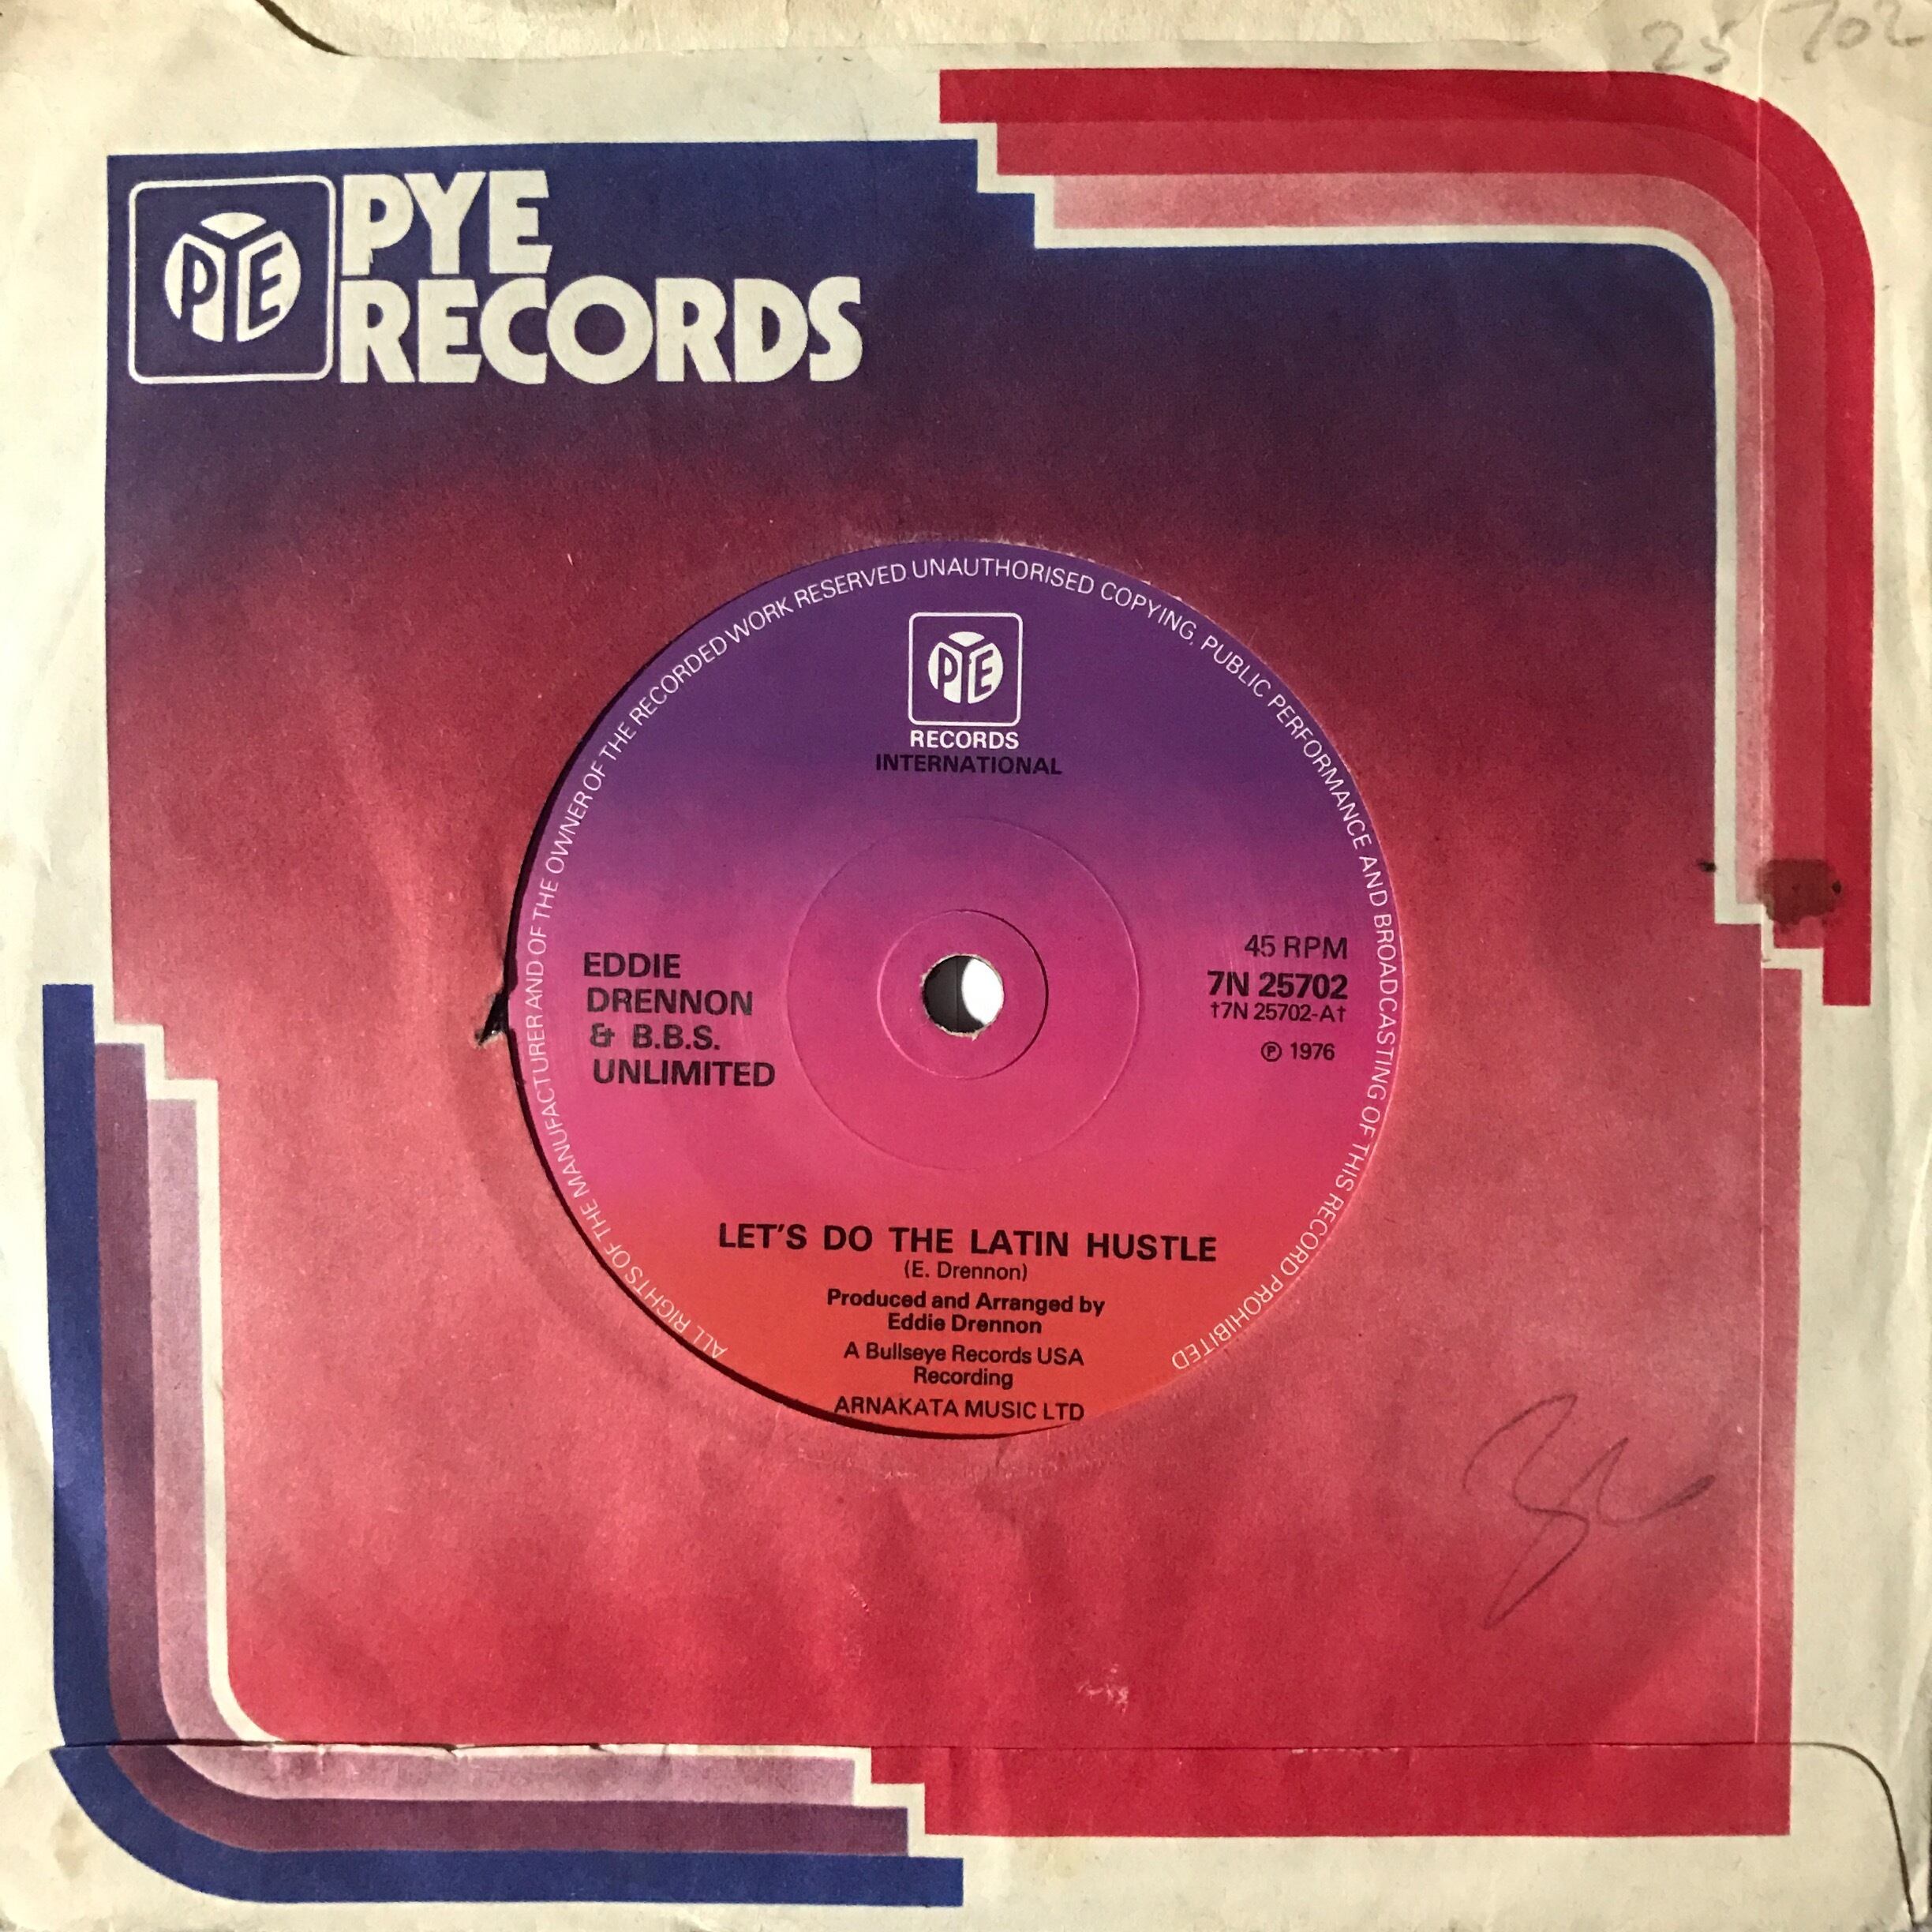 25 702
PYE
PYE
RECORDS
ALL RIGHTS OF THE MANUFACTURER AND OF THE OWNER OF THE RECORDED WORK RESERVED. UNAUTHORISED COPYING, PUBLIC PERFORMANCE AND BROADCASTING OF THIS RECORD PROHIBITED
PYE
RECORDS
INTERNATIONAL
EDDIE
DRENNON
& B.B.S.
UNLIMITED
45 RPM
7N 25702
†7N 25702-A†
℗ 1976
LET'S DO THE LATIN HUSTLE
(E. Drennon)
Produced and Arranged by
Eddie Drennon
A Bullseye Records USA
Recording
ARNAKATA MUSIC LTD